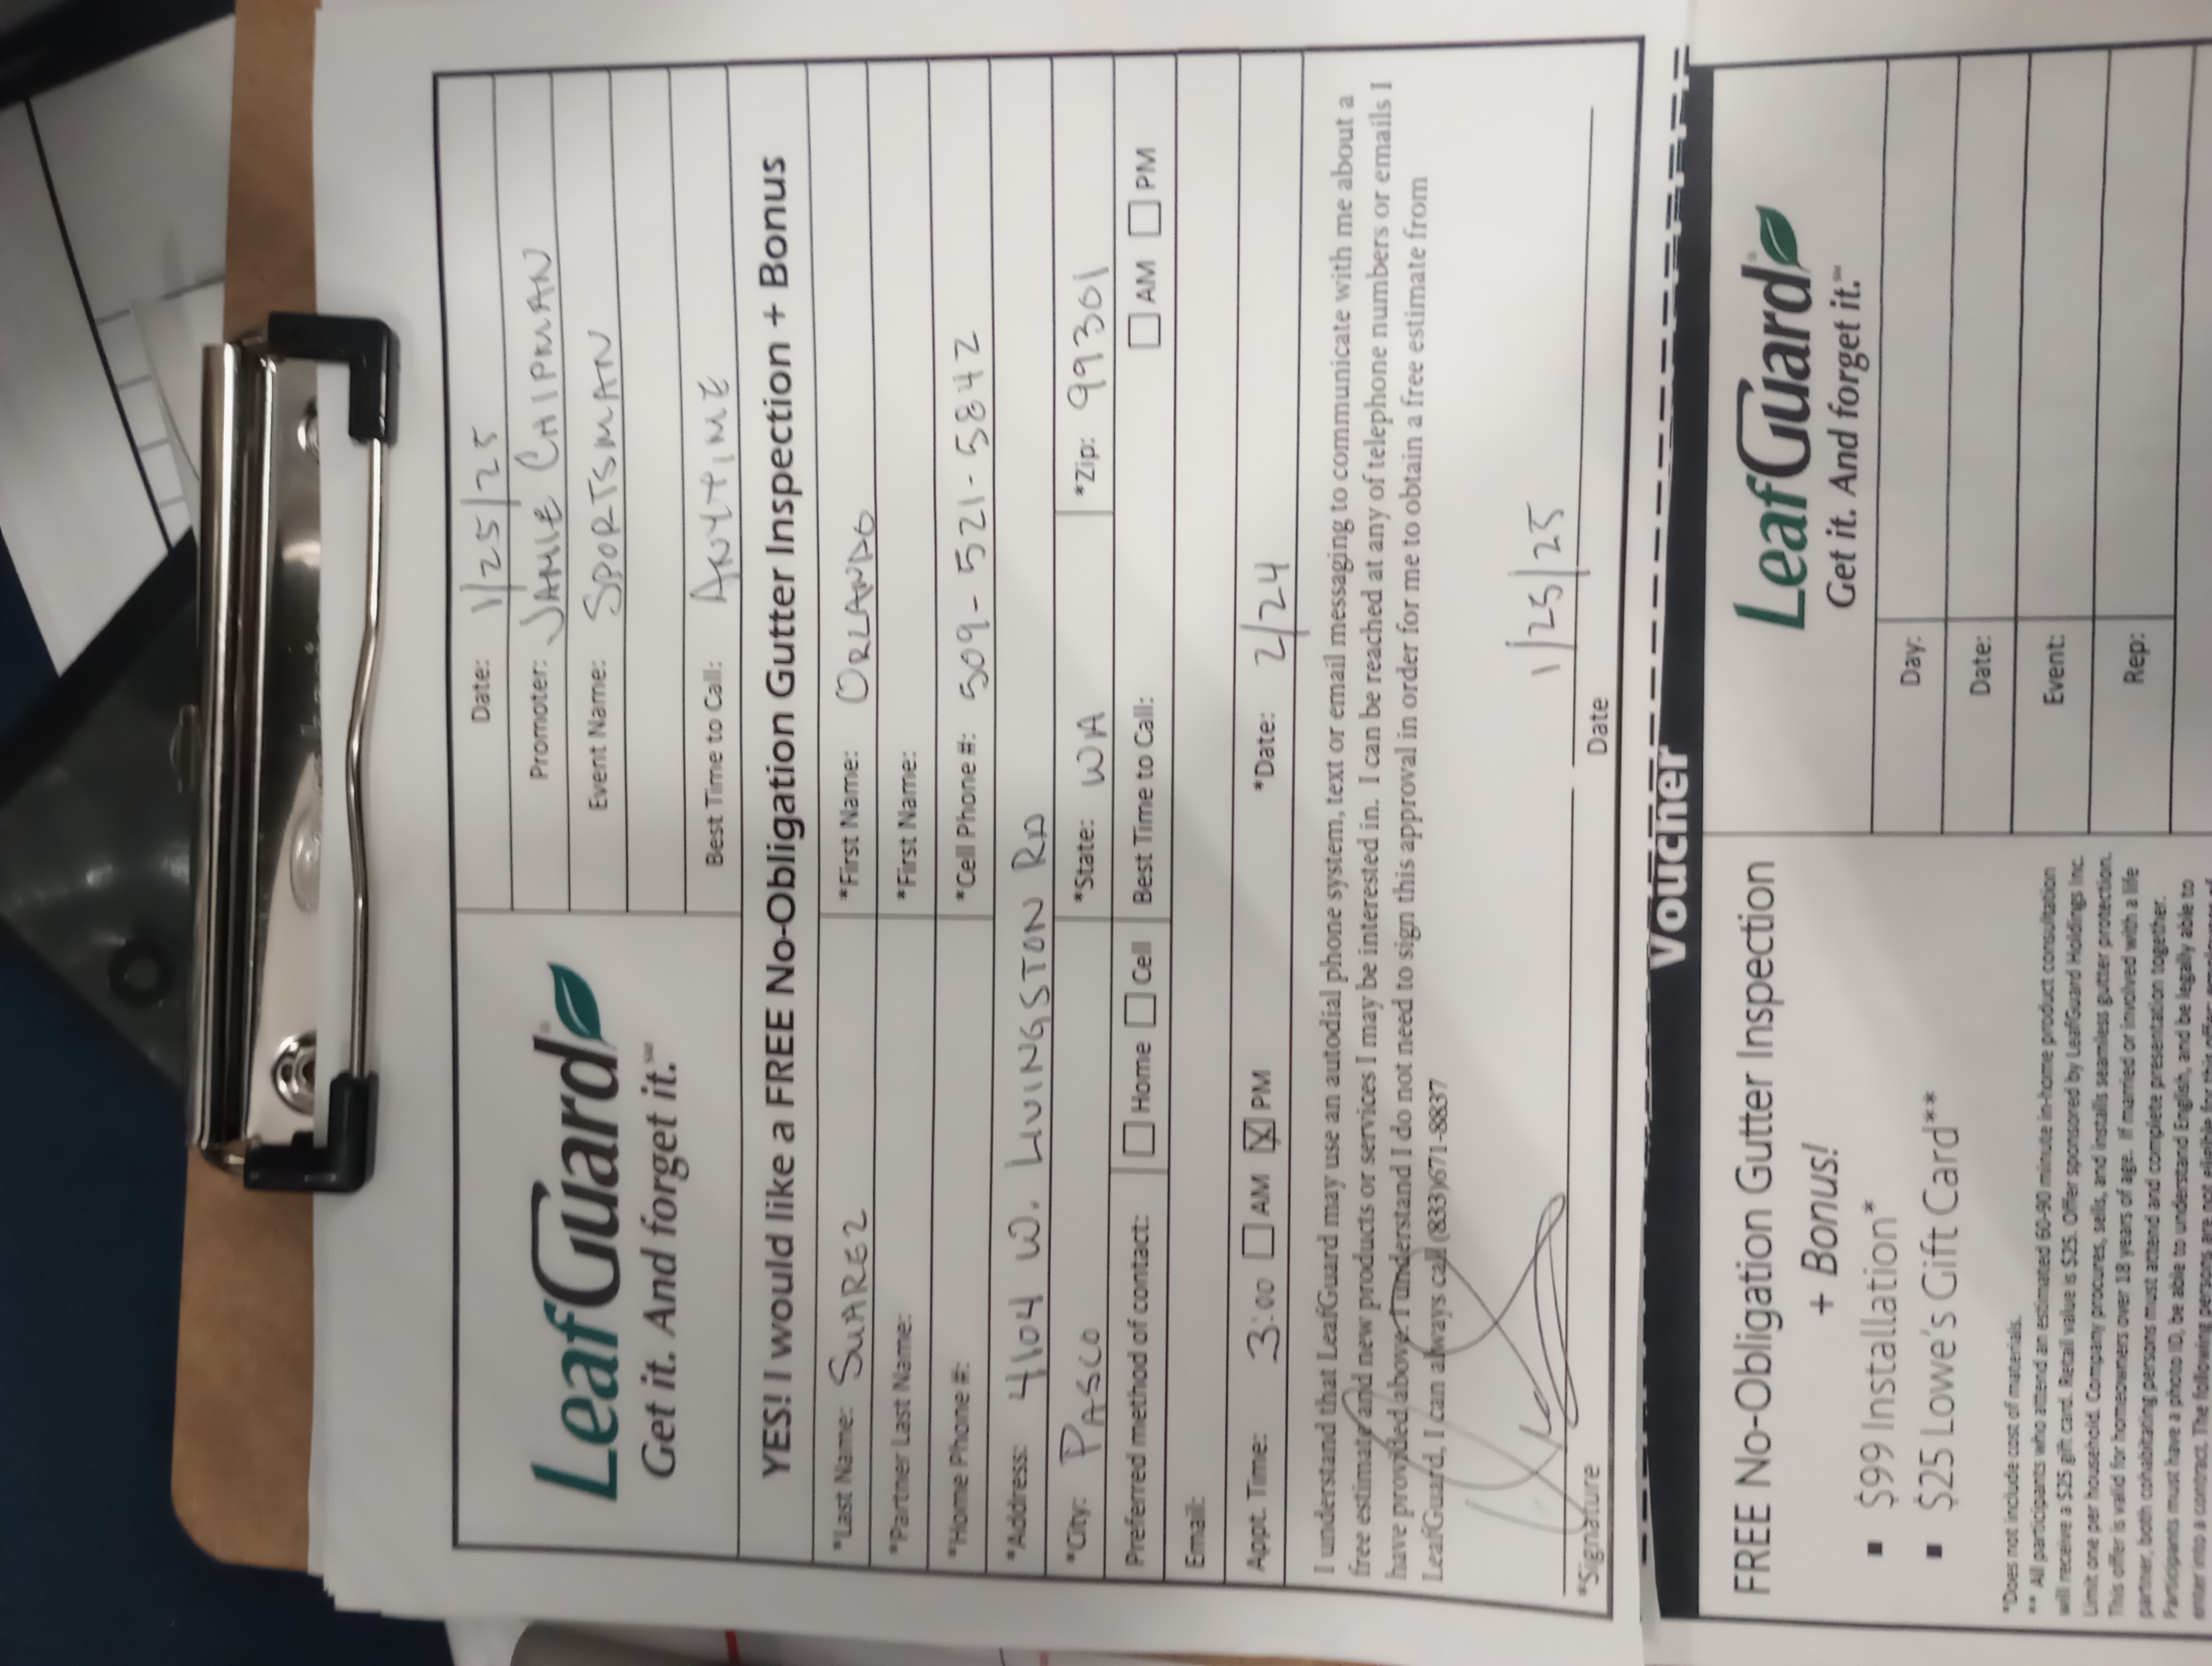 Date: 1/25/25
LeafGuard
Get it. And forget it.℠
Promoter: JAMIE CHIPMAN
Event Name: SPORTSMAN
Best Time to Call: ANYTIME
YES! I would like a FREE No-Obligation Gutter Inspection + Bonus
*Last Name: SUAREZ *First Name: ORLANDO
*Partner Last Name: *First Name:
*Home Phone #: *Cell Phone #: 509-521-5842
*Address: 4104 W. LIVINGSTON RD
*City: PASCO *State: WA *Zip: 99301
Preferred method of contact: Home Cell Best Time to Call: AM PM
Email:
Appt. Time: 3:00 AM X PM *Date: 2/24
I understand that LeafGuard may use an autodial phone system, text or email messaging to communicate with me about a
free estimate and new products or services I may be interested in. I can be reached at any of telephone numbers or emails I
have provided above. I understand I do not need to sign this approval in order for me to obtain a free estimate from
LeafGuard, I can always call (833)671-8837
1/25/25
*Signature Date
Voucher
FREE No-Obligation Gutter Inspection
+ Bonus!
▪ $99 Installation*
▪ $25 Lowe's Gift Card**
*Does not include cost of materials.
** All participants who attend an estimated 60-90 minute in-home product consultation
will receive a $25 gift card. Retail value is $25. Offer sponsored by LeafGuard Holdings Inc.
Limit one per household. Company procures, sells, and installs seamless gutter protection.
This offer is valid for homeowners over 18 years of age. If married or involved with a life
partner, both cohabitating persons must attend and complete presentation together.
Participants must have a photo ID, be able to understand English, and be legally able to
enter into a contract. The following persons are not eligible for this offer: employees of
LeafGuard
Get it. And forget it.℠
Day:
Date:
Event:
Rep: